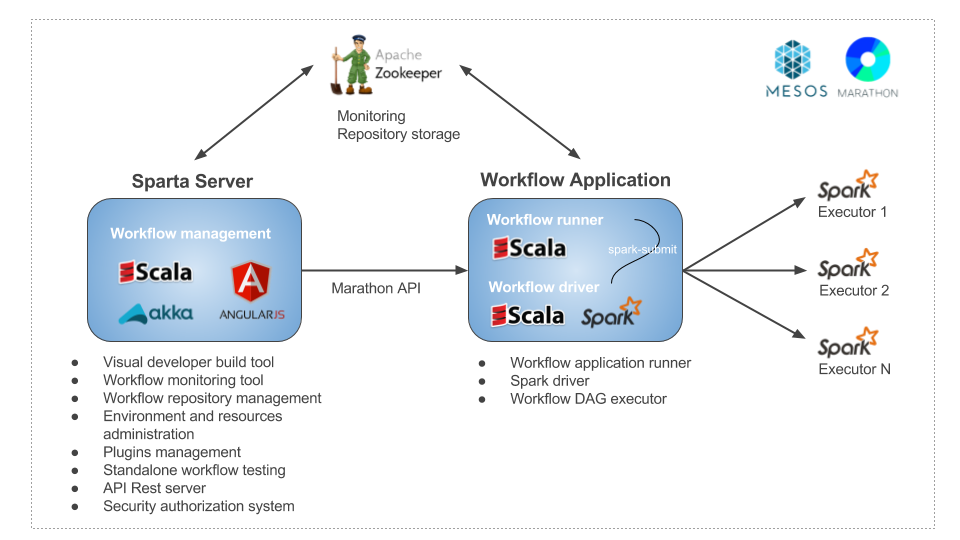 Apache
Zookeeper
MESOS
MARATHON
Monitoring
Repository storage
Sparta Server
Workflow Application
Workflow management
Scala
akka
ANGULARJS
Marathon API
Workflow runner
Scala
spark-submit
Workflow driver
Scala
Spark
Spark
Executor 1
Spark
Executor 2
Spark
Executor N
● Visual developer build tool
● Workflow monitoring tool
● Workflow repository management
● Environment and resources
administration
● Plugins management
● Standalone workflow testing
● API Rest server
● Security authorization system
● Workflow application runner
● Spark driver
● Workflow DAG executor